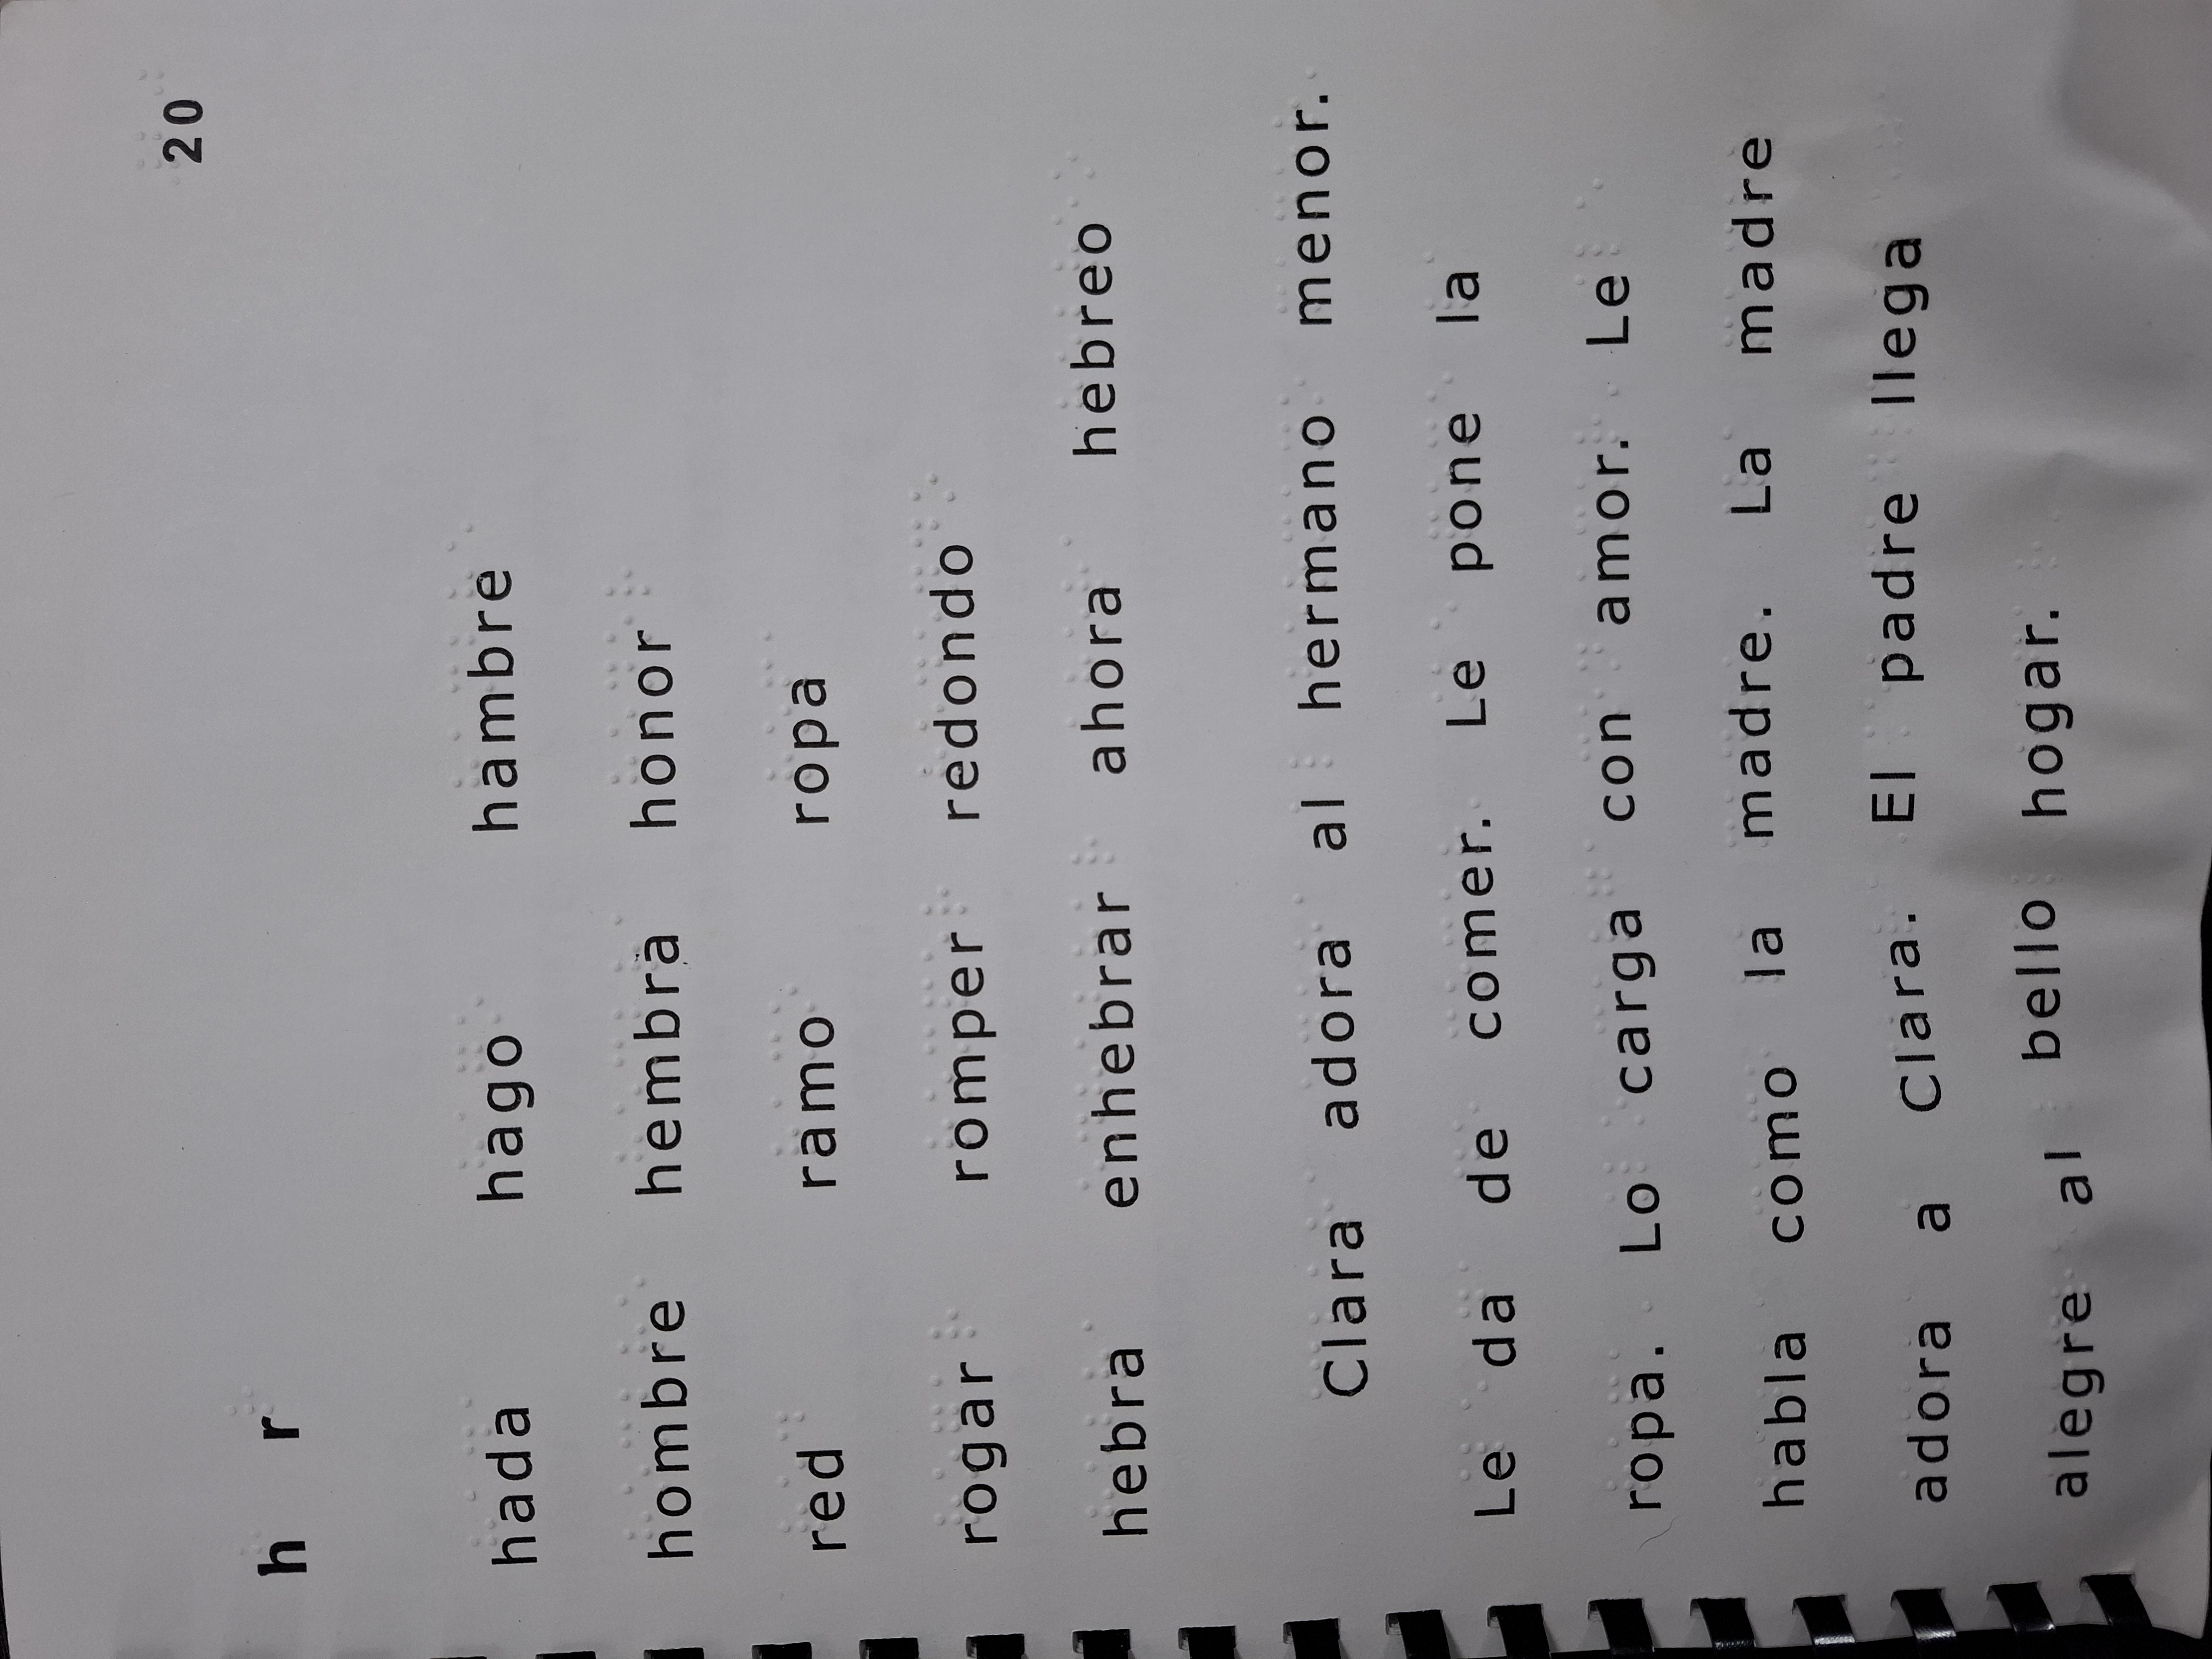 20
h r
hada hago hambre
hombre hembra honor
red ramo ropa
rogar romper redondo
hebra enhebrar ahora hebreo
Clara adora al hermano menor.
Le da de comer. Le pone la
ropa. Lo carga con amor. Le
habla como la madre. La madre
adora a Clara. El padre llega
alegre al bello hogar.